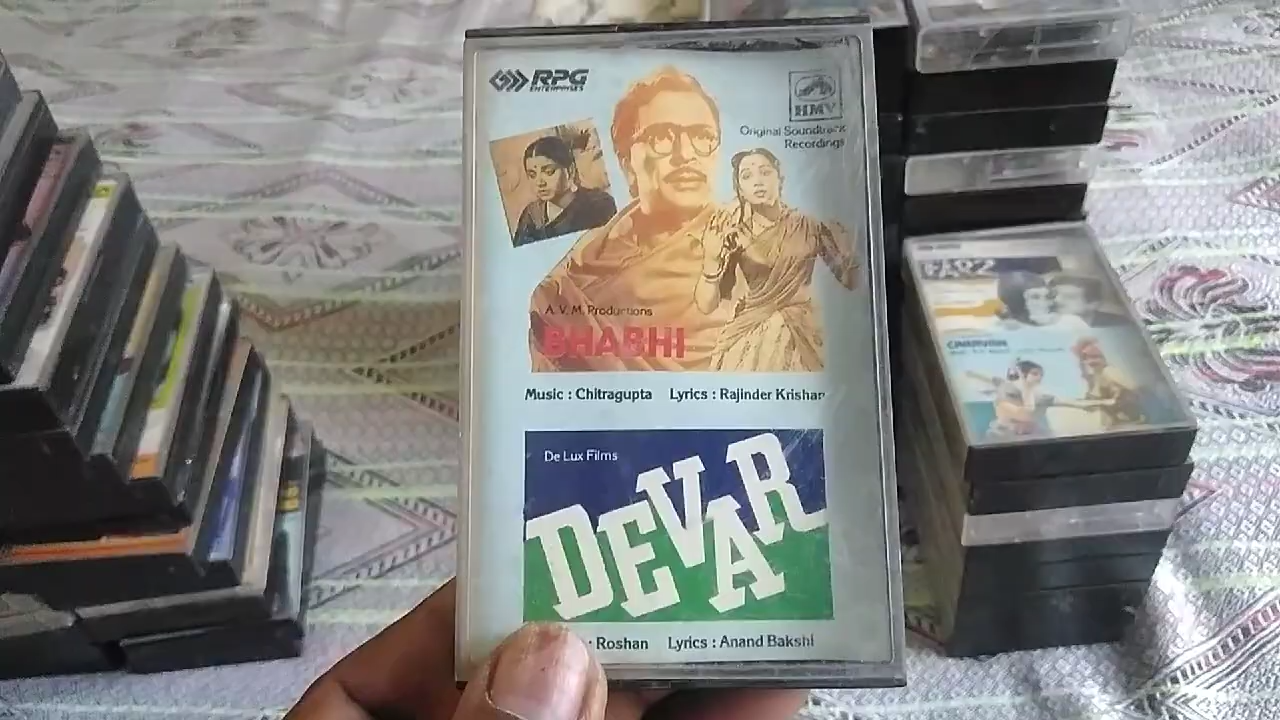 RPG
ENTERPRISES
HMV
Original Soundtrack
Recordings
A. V. M. Productions
BHABHI
Music : Chitragupta Lyrics : Rajinder Krishan
De Lux Films
DEVAR
: Roshan Lyrics : Anand Bakshi